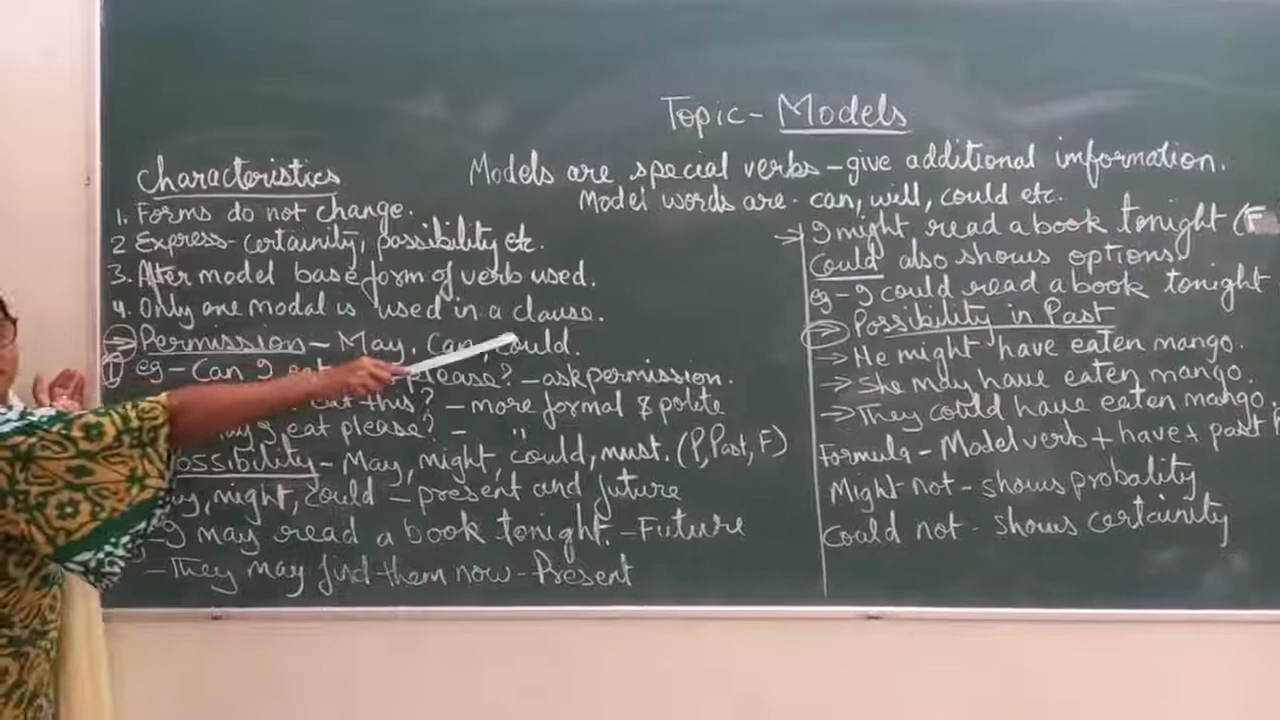 Topic - Models
Models are special verbs - give additional information.
Model words are - can, will, could etc.
Characteristics
1. Forms do not change.
2 Express - certainity, possibility etc.
3. After model base form of verb used.
4. Only one modal is used in a clause.
→ Permission - May, Can, could.
① eg - Can I eat please? - ask permission.
eat this? - more formal & polite
I eat please? - "
Possibility - May, might, could, must. (P, Past, F)
might, could - present and future
- I may read a book tonight. - Future
- They may find them now - Present
→ I might read a book tonight (F
Could also shows options
eg - I could read a book tonight
→ Possibility in Past
→ He might have eaten mango.
→ She may have eaten mango.
→ They could have eaten mango.
Formula - Model verb + have + past
Might not - shows probality
Could not - shows certainity